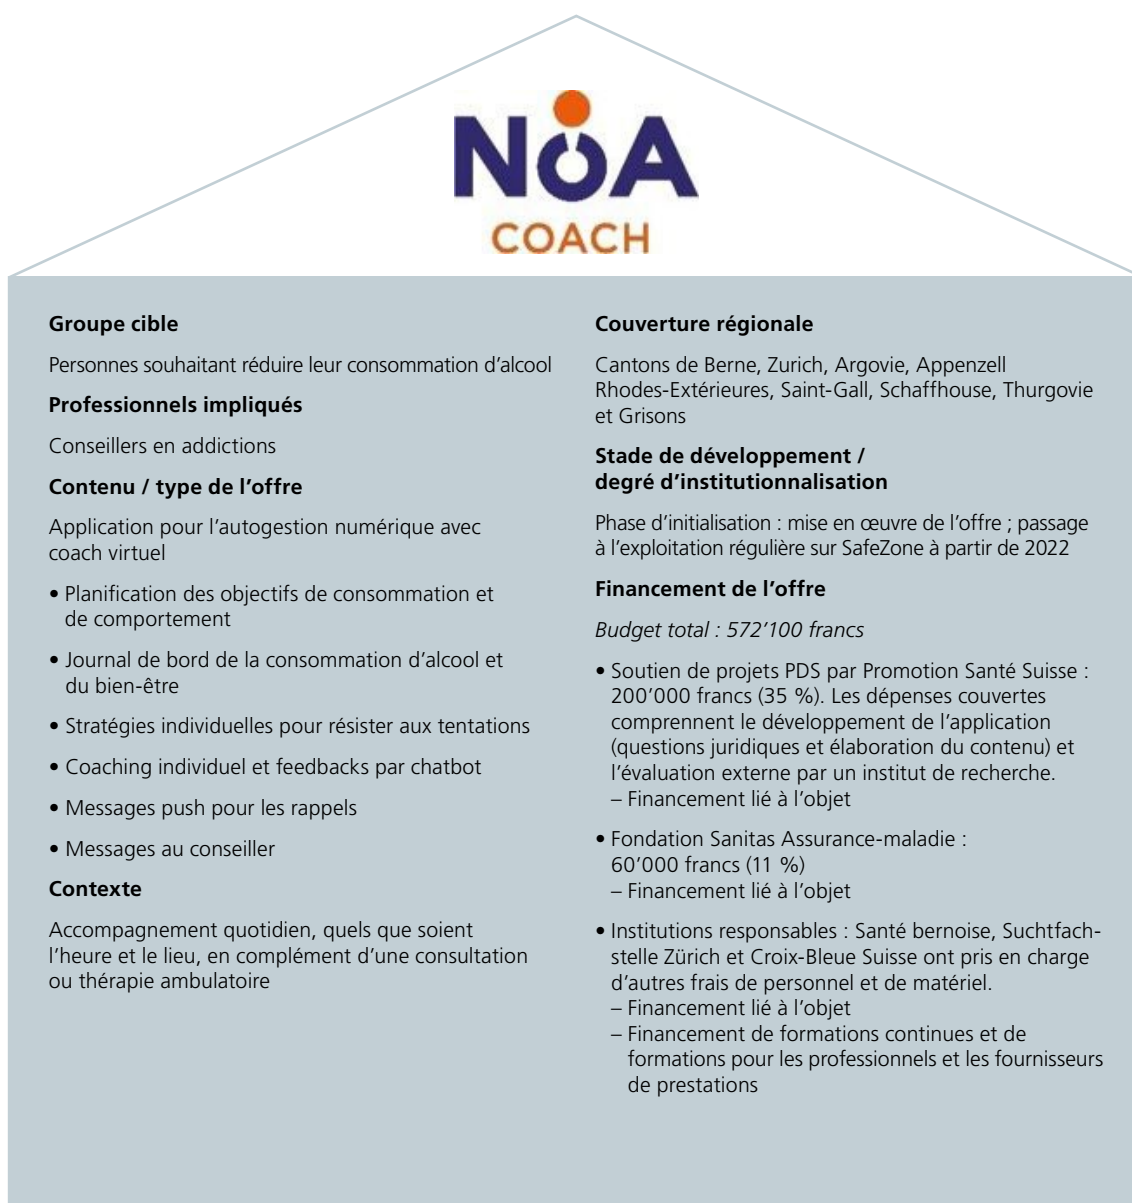 NOA
COACH
Groupe cible
Personnes souhaitant réduire leur consommation d’alcool
Professionnels impliqués
Conseillers en addictions
Contenu / type de l’offre
Application pour l’autogestion numérique avec
coach virtuel
• Planification des objectifs de consommation et
de comportement
• Journal de bord de la consommation d’alcool et
du bien-être
• Stratégies individuelles pour résister aux tentations
• Coaching individuel et feedbacks par chatbot
• Messages push pour les rappels
• Messages au conseiller
Contexte
Accompagnement quotidien, quels que soient
l’heure et le lieu, en complément d’une consultation
ou thérapie ambulatoire
Couverture régionale
Cantons de Berne, Zurich, Argovie, Appenzell
Rhodes-Extérieures, Saint-Gall, Schaffhouse, Thurgovie
et Grisons
Stade de développement /
degré d’institutionnalisation
Phase d’initialisation : mise en œuvre de l’offre ; passage
à l’exploitation régulière sur SafeZone à partir de 2022
Financement de l’offre
Budget total : 572’100 francs
• Soutien de projets PDS par Promotion Santé Suisse :
200’000 francs (35 %). Les dépenses couvertes
comprennent le développement de l’application
(questions juridiques et élaboration du contenu) et
l’évaluation externe par un institut de recherche.
– Financement lié à l’objet
• Fondation Sanitas Assurance-maladie :
60’000 francs (11 %)
– Financement lié à l’objet
• Institutions responsables : Santé bernoise, Suchtfach-
stelle Zürich et Croix-Bleue Suisse ont pris en charge
d’autres frais de personnel et de matériel.
– Financement lié à l’objet
– Financement de formations continues et de
formations pour les professionnels et les fournisseurs
de prestations